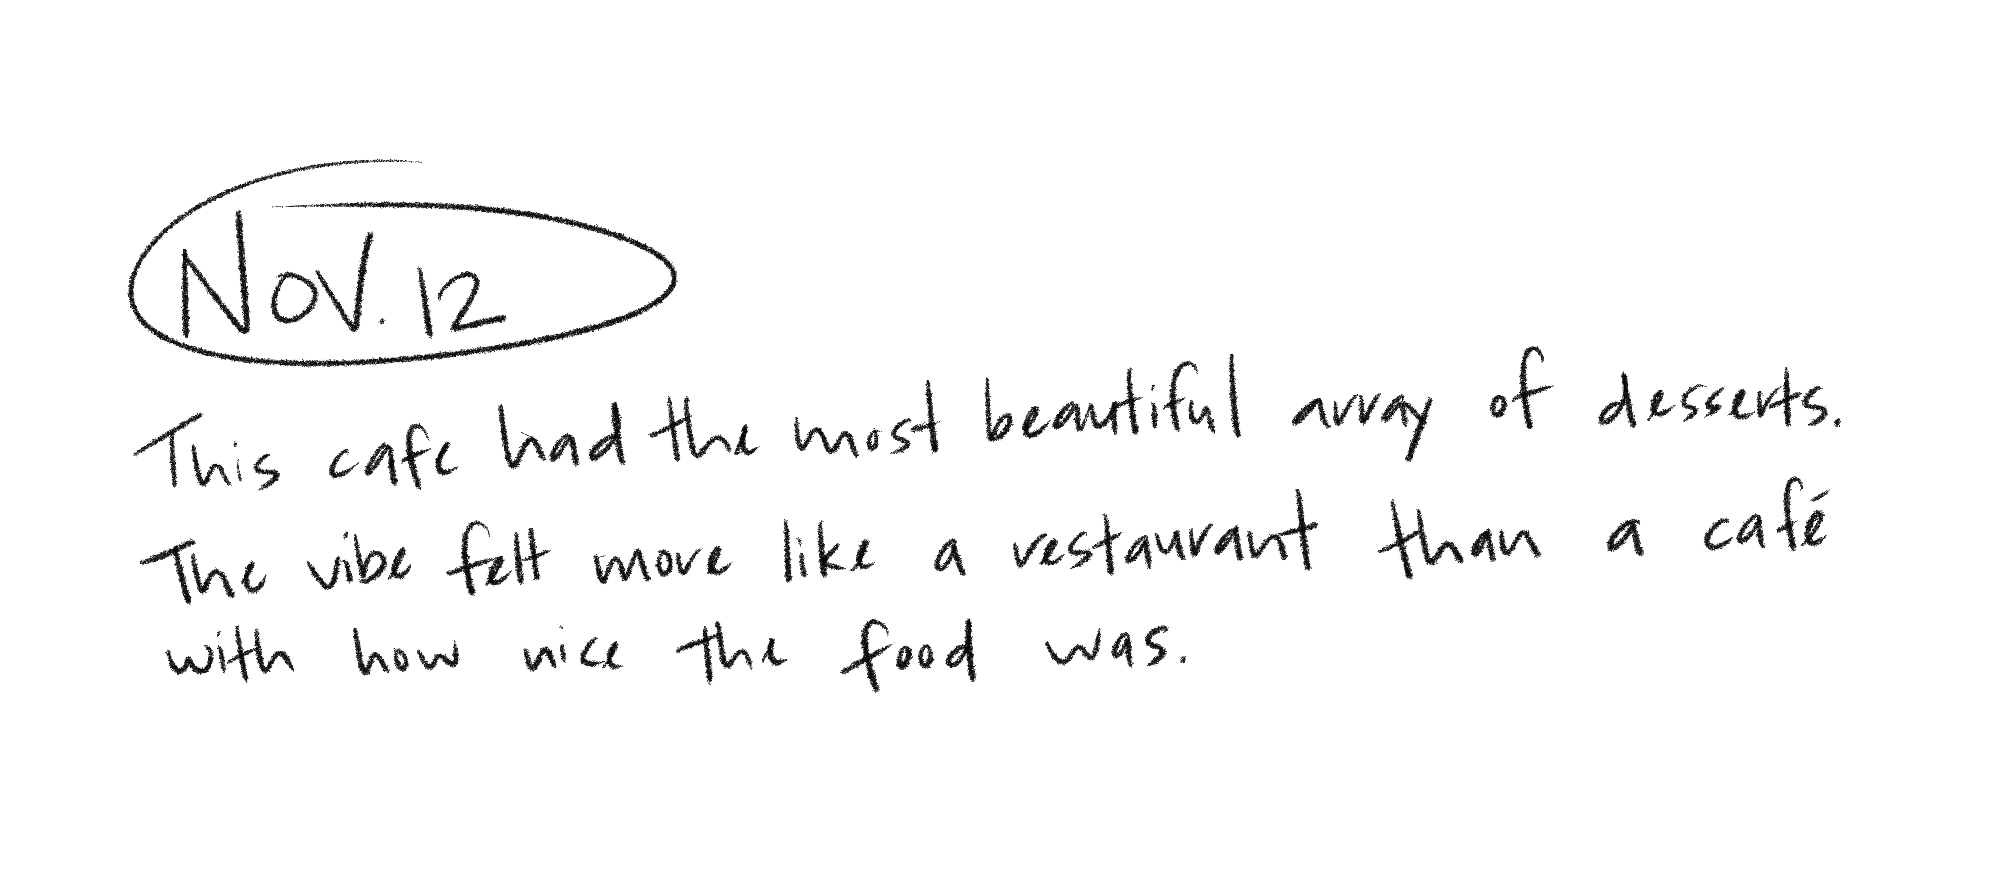 Nov. 12
This cafe had the most beautiful array of desserts.
The vibe felt more like a restaurant than a café
with how nice the food was.